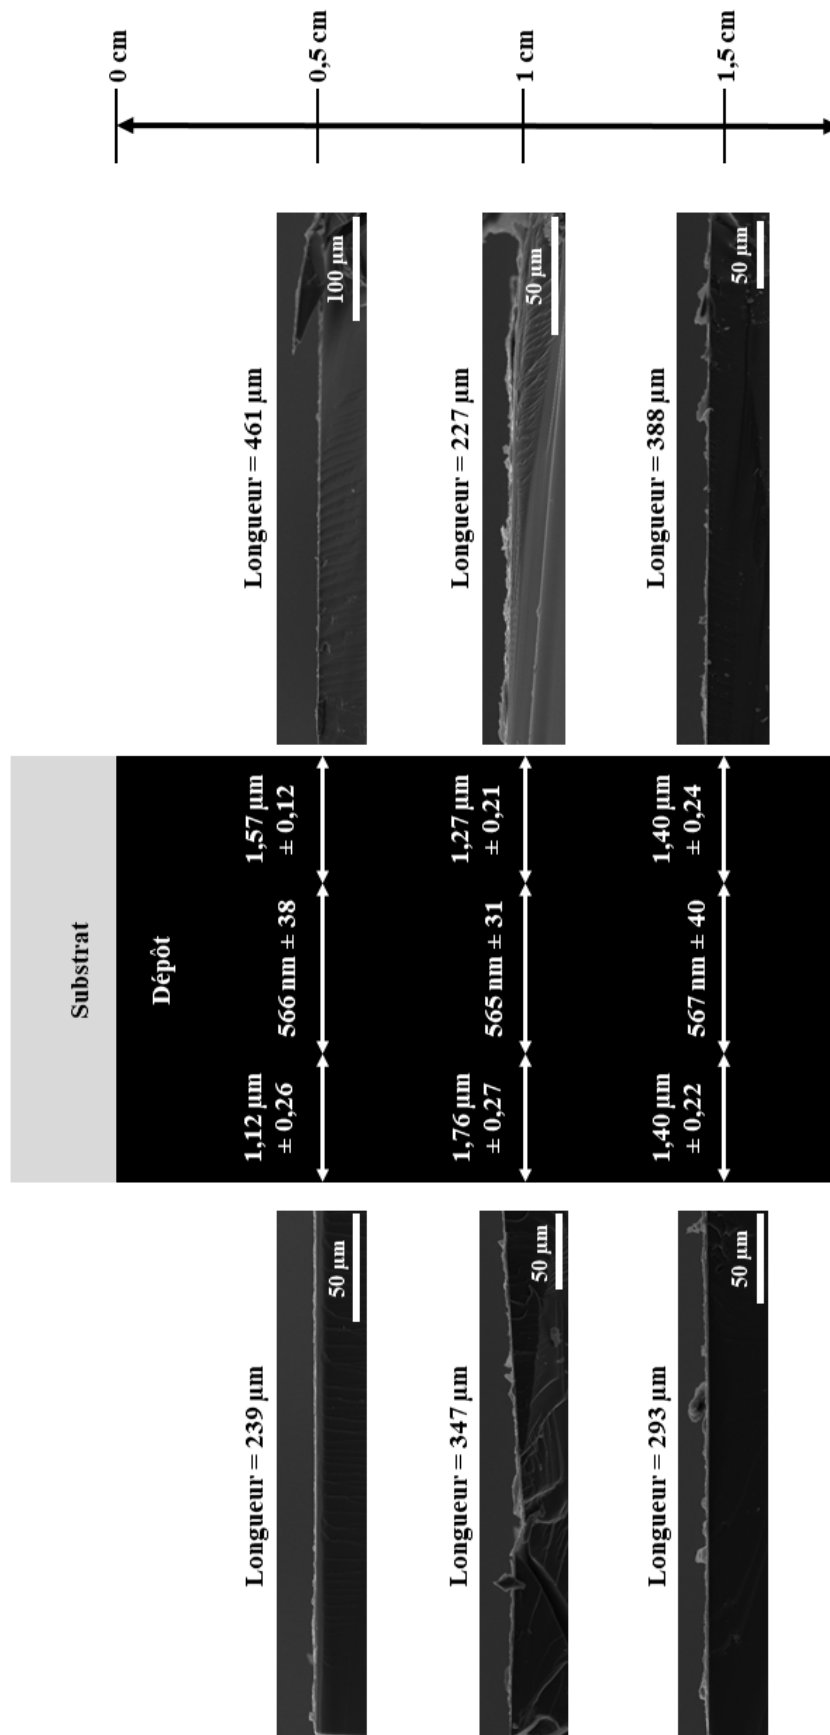 Substrat
0 cm
Dépôt
Longueur = 239 µm
50 µm
1,12 µm
± 0,26
566 nm ± 38
1,57 µm
± 0,12
Longueur = 461 µm
100 µm
0,5 cm
Longueur = 347 µm
50 µm
1,76 µm
± 0,27
565 nm ± 31
1,27 µm
± 0,21
Longueur = 227 µm
50 µm
1 cm
Longueur = 293 µm
50 µm
1,40 µm
± 0,22
567 nm ± 40
1,40 µm
± 0,24
Longueur = 388 µm
50 µm
1,5 cm